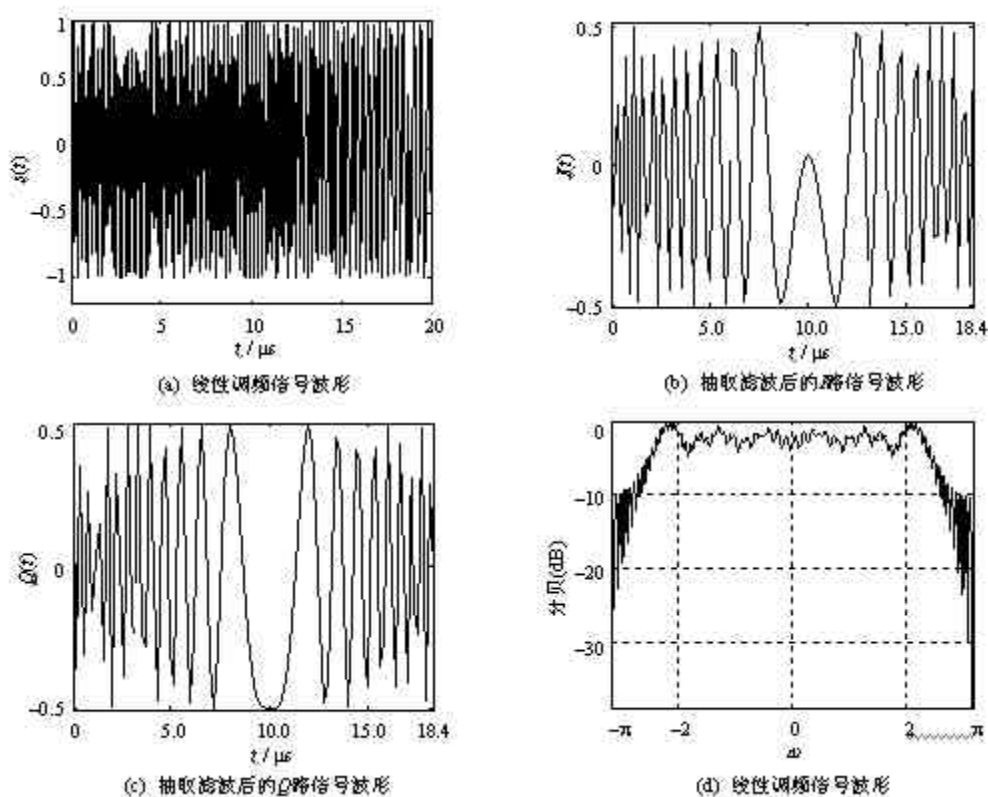 1
0.5
0
−0.5
−1
s(t)
0 5 10 15 20
t / μs
(a) 线性调频信号波形
0.5
0
−0.5
I(t)
0 5.0 10.0 15.0 18.4
t / μs
(b) 抽取滤波后的I路信号波形
0.5
0
−0.5
Q(t)
0 5.0 10.0 15.0 18.4
t / μs
(c) 抽取滤波后的Q路信号波形
0
−10
−20
−30
分贝(dB)
−π −2 0 2 π
ω
(d) 线性调频信号波形